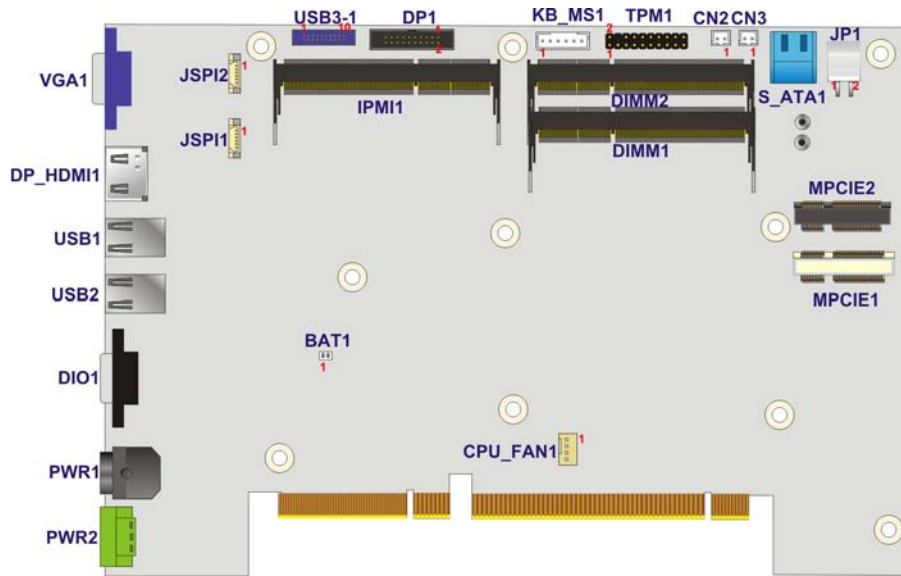 USB3-1 DP1 KB_MS1 TPM1 CN2 CN3 JP1
1 10 1 2 1 2 1 1 1 1 2
VGA1
JSPI2 1
IPMI1
DIMM2
S_ATA1
JSPI1 1
DIMM1
DP_HDMI1
MPCIE2
USB1
USB2
MPCIE1
BAT1
1
DIO1
CPU_FAN1 1
PWR1
PWR2